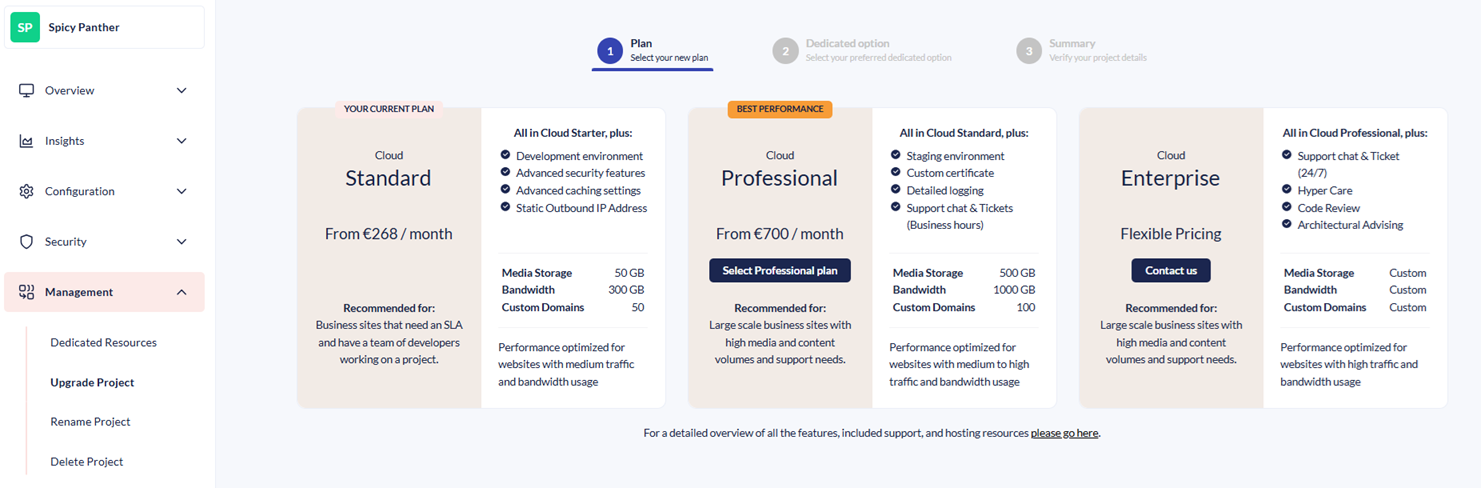 SP
Spicy Panther
Overview
Insights
Configuration
Security
Management
Dedicated Resources
Upgrade Project
Rename Project
Delete Project
1
Plan
Select your new plan
2
Dedicated option
Select your preferred dedicated option
3
Summary
Verify your project details
YOUR CURRENT PLAN
Cloud
Standard
From €268 / month
Recommended for:
Business sites that need an SLA
and have a team of developers
working on a project.
All in Cloud Starter, plus:
Development environment
Advanced security features
Advanced caching settings
Static Outbound IP Address
Media Storage 50 GB
Bandwidth 300 GB
Custom Domains 50
Performance optimized for
websites with medium traffic
and bandwidth usage
BEST PERFORMANCE
Cloud
Professional
From €700 / month
Select Professional plan
Recommended for:
Large scale business sites with
high media and content
volumes and support needs.
All in Cloud Standard, plus:
Staging environment
Custom certificate
Detailed logging
Support chat & Tickets
(Business hours)
Media Storage 500 GB
Bandwidth 1000 GB
Custom Domains 100
Performance optimized for
websites with medium to high
traffic and bandwidth usage
Cloud
Enterprise
Flexible Pricing
Contact us
Recommended for:
Large scale business sites with
high media and content
volumes and support needs.
All in Cloud Professional, plus:
Support chat & Ticket
(24/7)
Hyper Care
Code Review
Architectural Advising
Media Storage Custom
Bandwidth Custom
Custom Domains Custom
Performance optimized for
websites with high traffic and
bandwidth usage
For a detailed overview of all the features, included support, and hosting resources please go here.